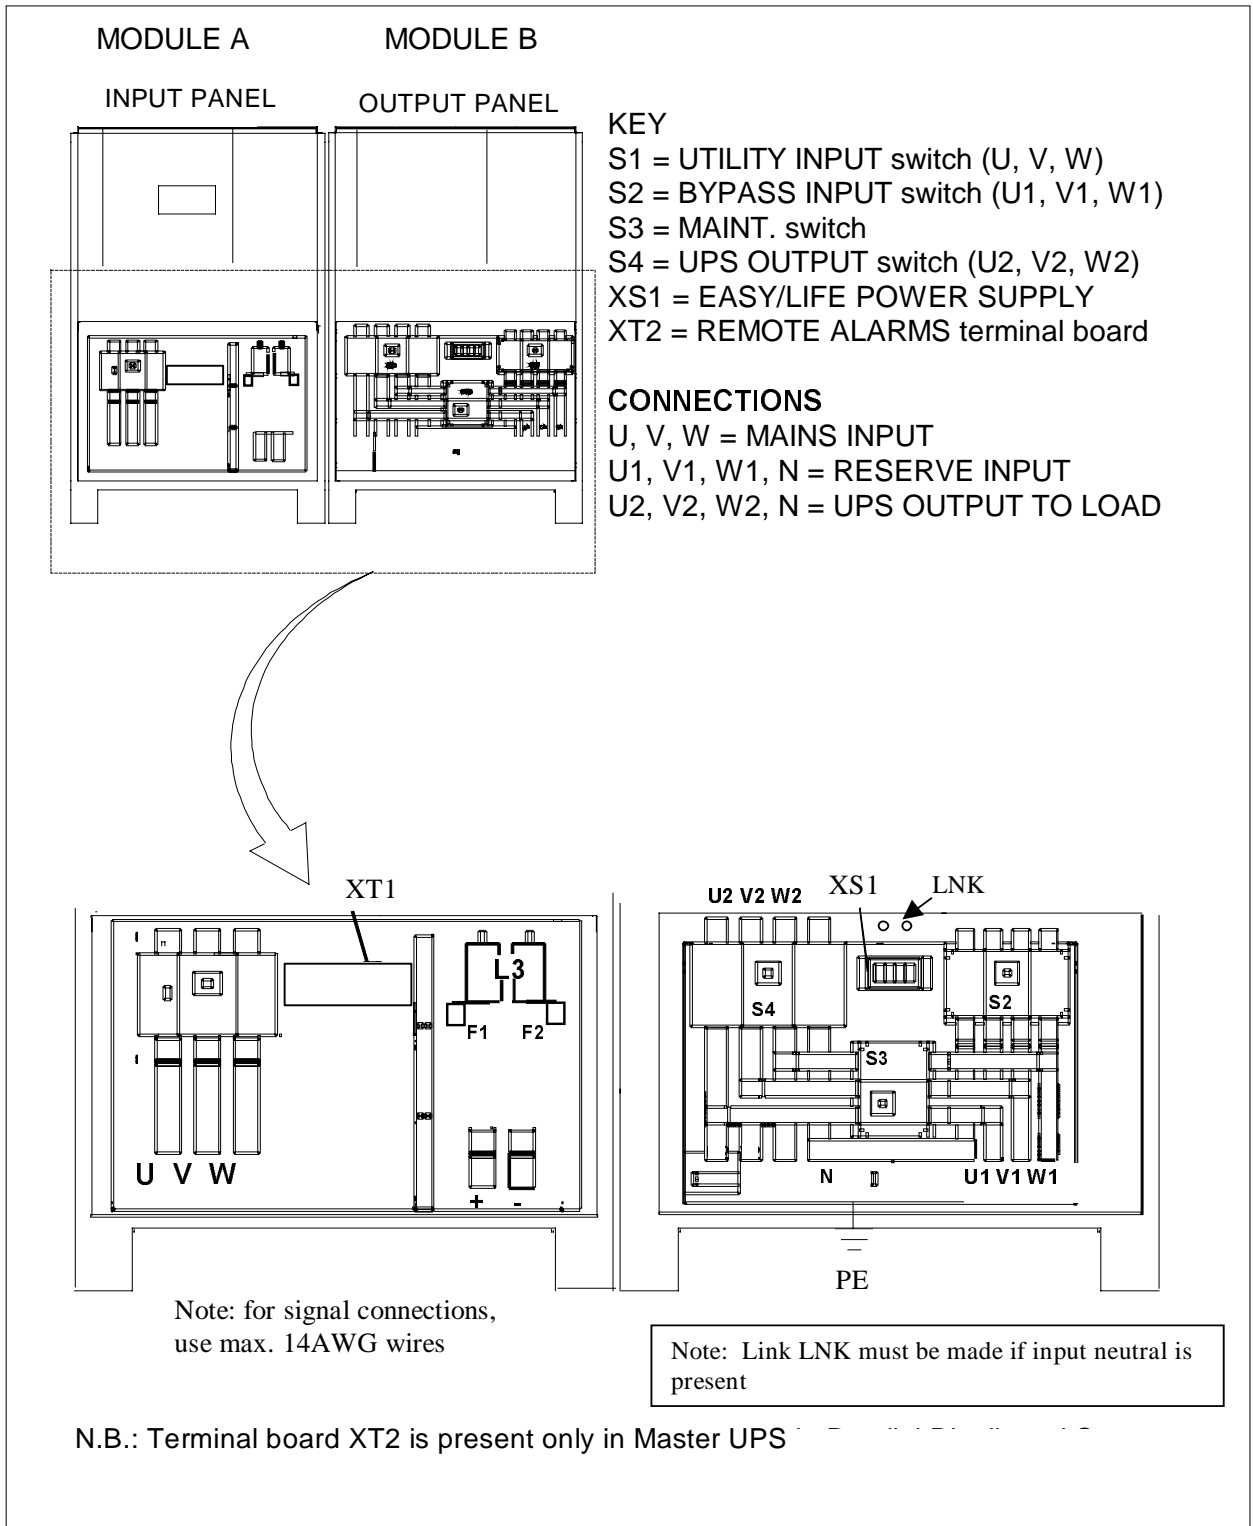 MODULE A
MODULE B
INPUT PANEL
OUTPUT PANEL
KEY
S1 = UTILITY INPUT switch (U, V, W)
S2 = BYPASS INPUT switch (U1, V1, W1)
S3 = MAINT. switch
S4 = UPS OUTPUT switch (U2, V2, W2)
XS1 = EASY/LIFE POWER SUPPLY
XT2 = REMOTE ALARMS terminal board
CONNECTIONS
U, V, W = MAINS INPUT
U1, V1, W1, N = RESERVE INPUT
U2, V2, W2, N = UPS OUTPUT TO LOAD
XT1
L3
F1 F2
U V W
+ -
U2 V2 W2
XS1
LNK
S4
S2
S3
N
U1 V1 W1
PE
Note: for signal connections,
use max. 14AWG wires
Note: Link LNK must be made if input neutral is
present
N.B.: Terminal board XT2 is present only in Master UPS